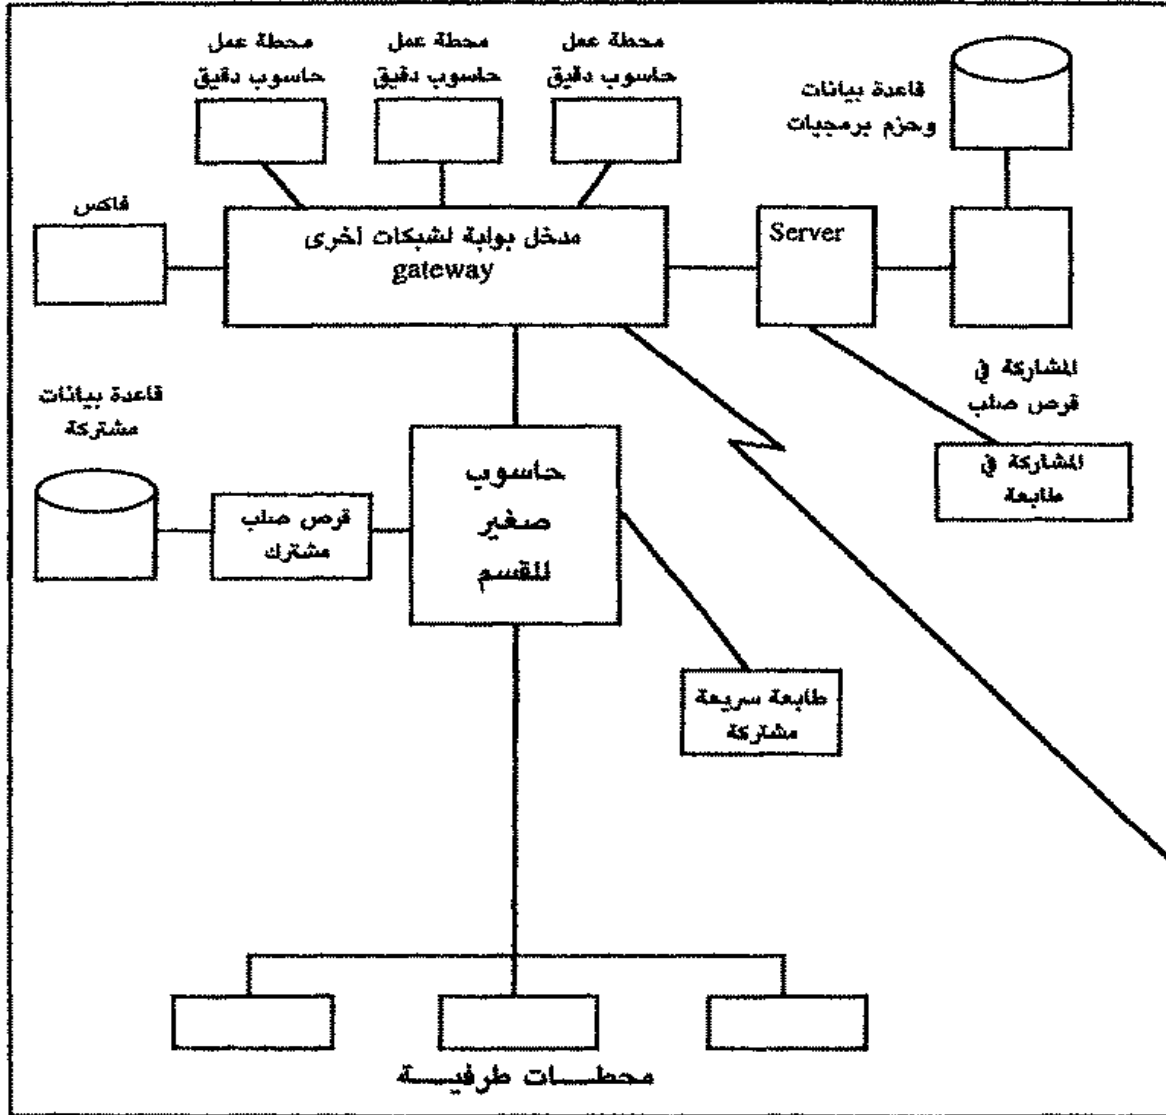 محطة عمل
حاسوب دقيق
محطة عمل
حاسوب دقيق
محطة عمل
حاسوب دقيق
قاعدة بيانات
وحزم برمجيات
فاكس
مدخل بوابة لشبكات أخرى
gateway
Server
المشاركة في
قرص صلب
المشاركة في
طابعة
قاعدة بيانات
مشتركة
قرص صلب
مشترك
حاسوب
صغير
للقسم
طابعة سريعة
مشتركة
محطـــات طرفيـــة